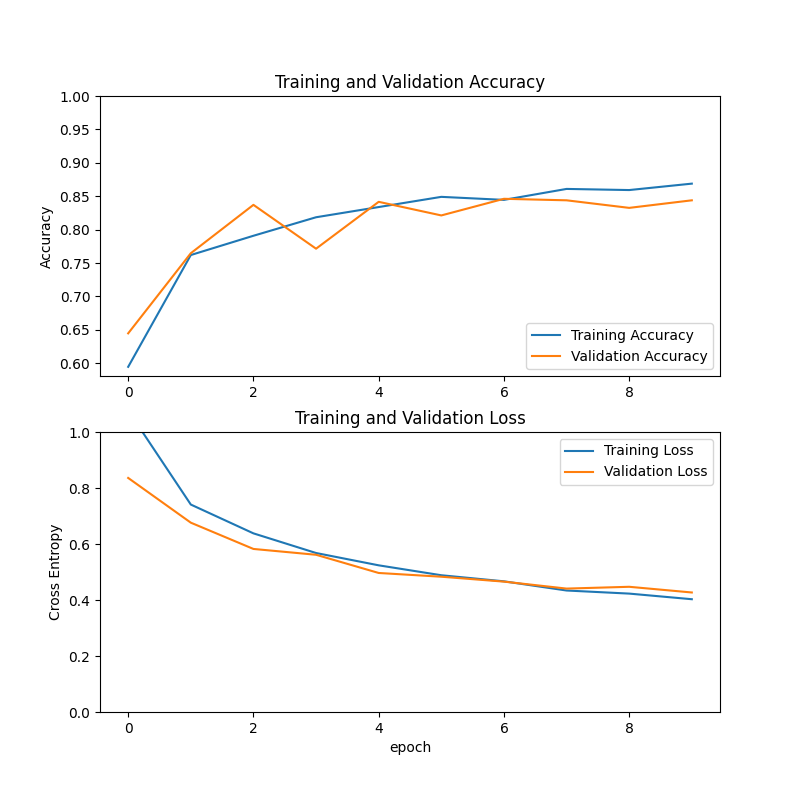 Training and Validation Accuracy
1.00
0.95
0.90
0.85
0.80
0.75
0.70
0.65
0.60
Accuracy
Training Accuracy
Validation Accuracy
0 2 4 6 8
Training and Validation Loss
1.0
0.8
0.6
0.4
0.2
0.0
Cross Entropy
Training Loss
Validation Loss
0 2 4 6 8
epoch